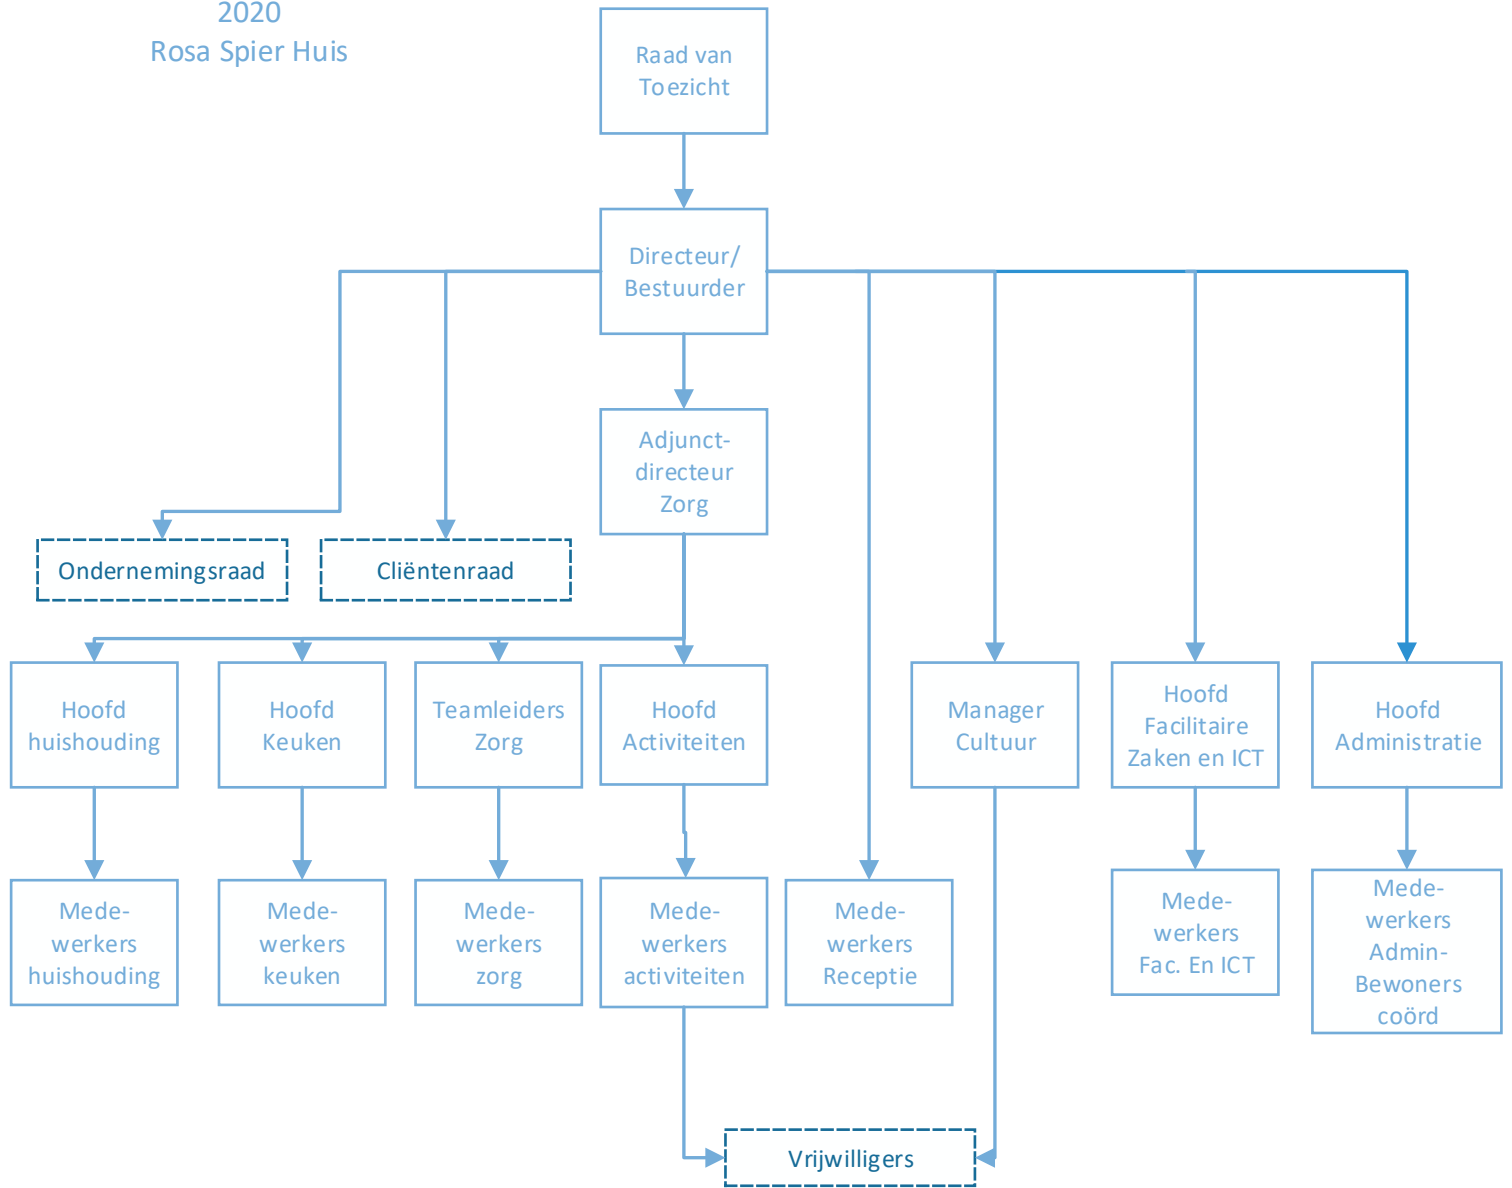 2020
Rosa Spier Huis
Raad van
Toezicht
Directeur/
Bestuurder
Adjunct-
directeur
Zorg
Ondernemingsraad
Cliëntenraad
Hoofd
huishouding
Hoofd
Keuken
Teamleiders
Zorg
Hoofd
Activiteiten
Manager
Cultuur
Hoofd
Facilitaire
Zaken en ICT
Hoofd
Administratie
Mede-
werkers
huishouding
Mede-
werkers
keuken
Mede-
werkers
zorg
Mede-
werkers
activiteiten
Mede-
werkers
Receptie
Mede-
werkers
Fac. En ICT
Mede-
werkers
Admin-
Bewoners
coörd
Vrijwilligers